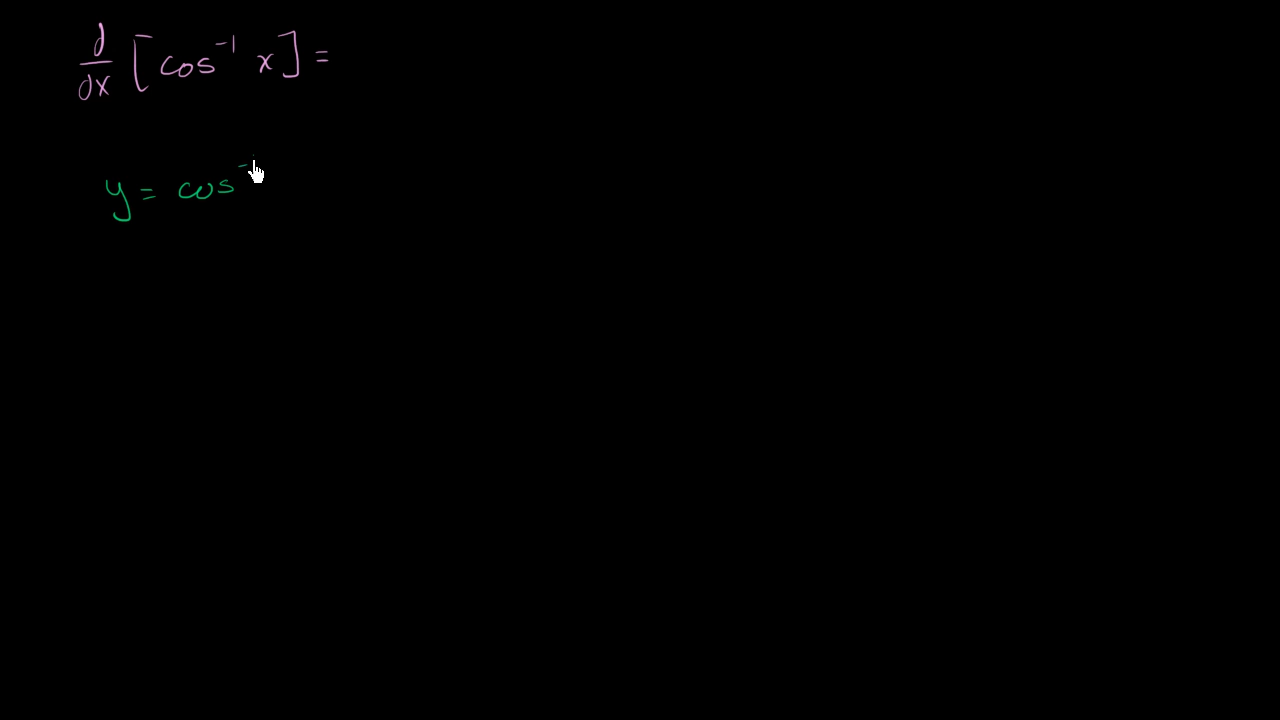 d/dx [cos⁻¹ x] =
y = cos⁻